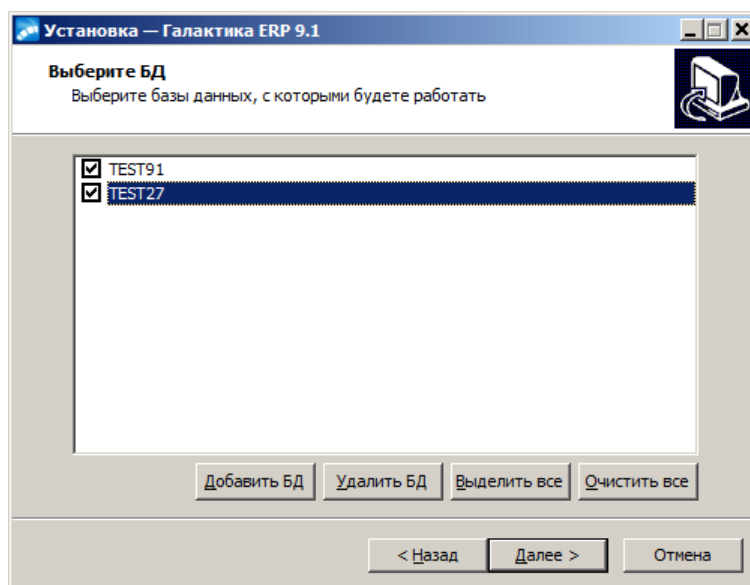 Установка — Галактика ERP 9.1
Выберите БД
Выберите базы данных, с которыми будете работать
TEST91
TEST27
Добавить БД Удалить БД Выделить все Очистить все
< Назад Далее > Отмена